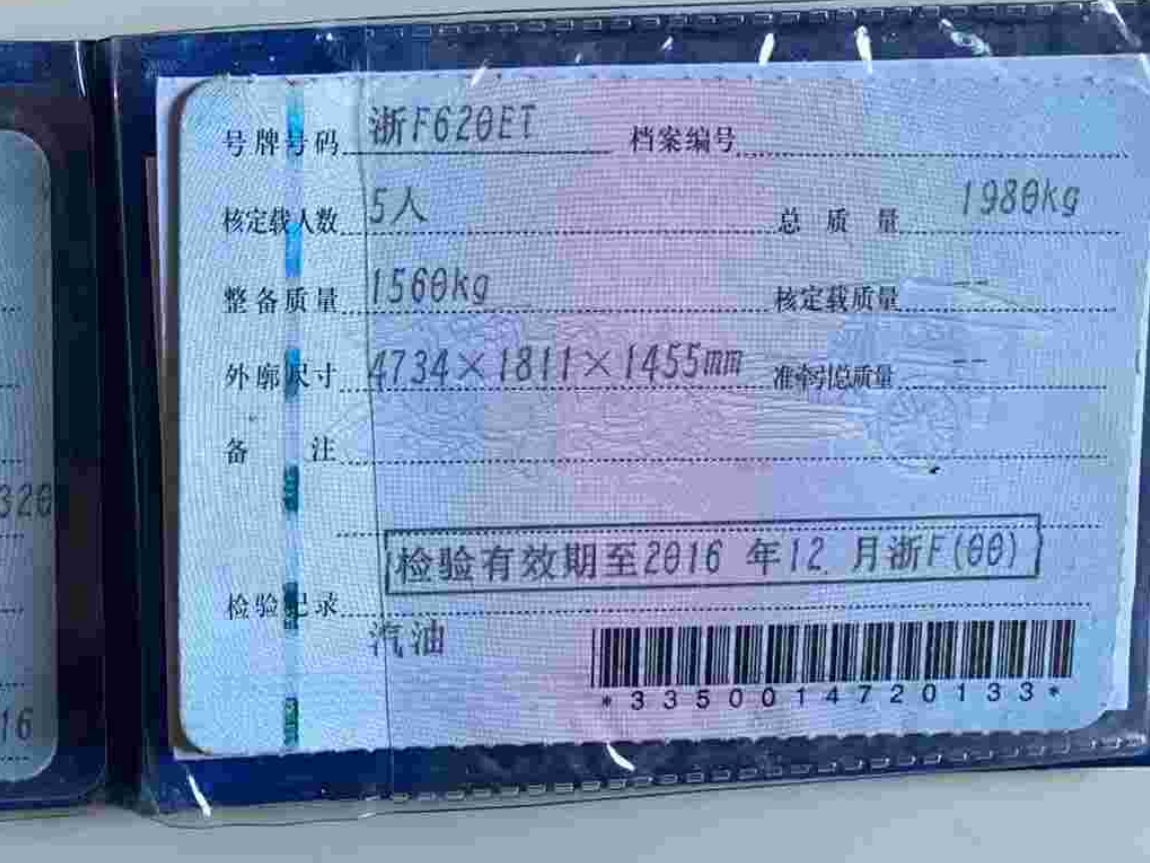 号牌号码 浙F620ET 档案编号
核定载人数 5人 总质量 1980kg
整备质量 1560kg 核定载质量 --
外廓尺寸 4734×1811×1455mm 准牵引总质量 --
备注
检验有效期至2016 年12 月浙F(00)
检验记录
汽油
*3350014720133*
320
16